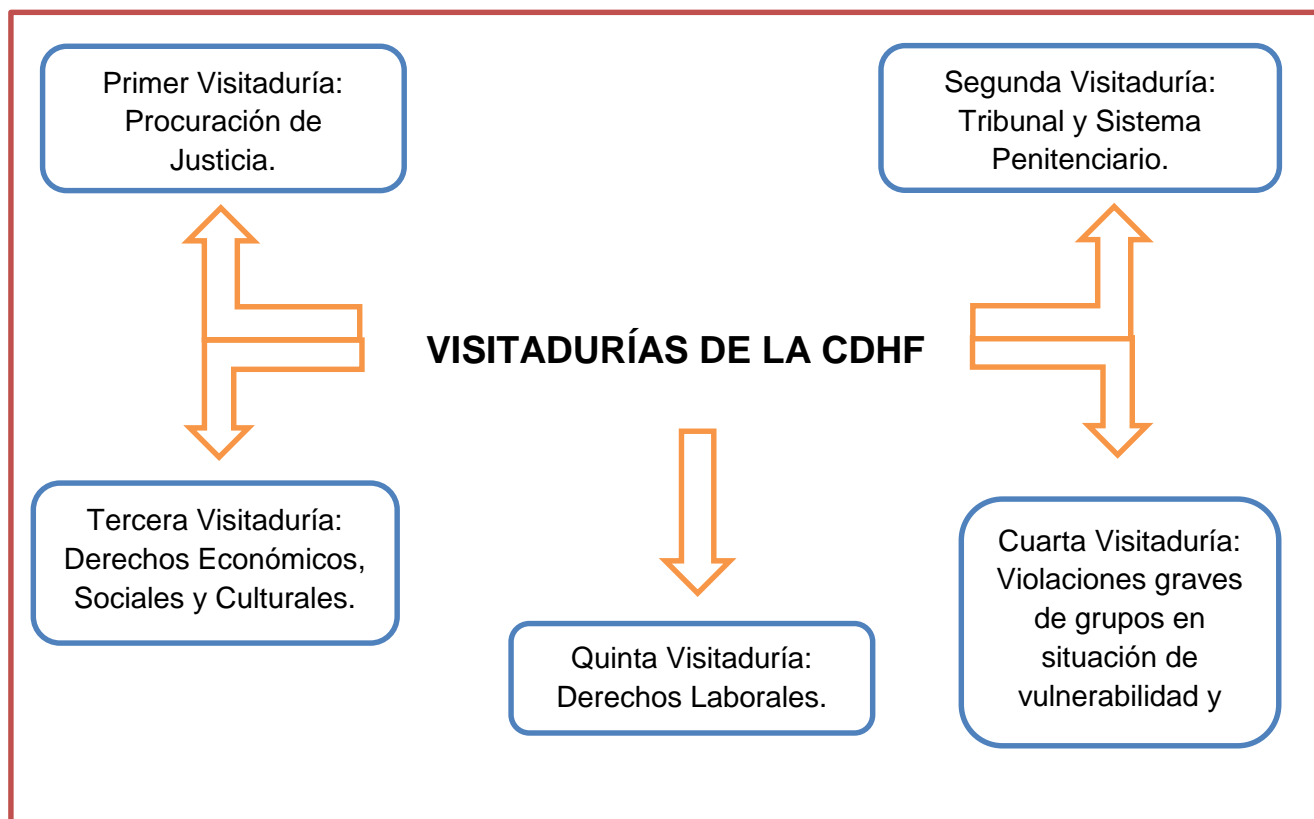 Primer Visitaduría:
Procuración de
Justicia.
Segunda Visitaduría:
Tribunal y Sistema
Penitenciario.
VISITADURÍAS DE LA CDHF
Tercera Visitaduría:
Derechos Económicos,
Sociales y Culturales.
Quinta Visitaduría:
Derechos Laborales.
Cuarta Visitaduría:
Violaciones graves
de grupos en
situación de
vulnerabilidad y